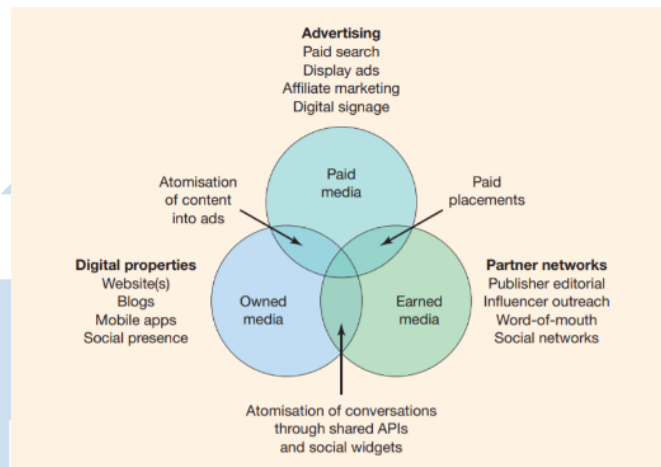 Advertising
Paid search
Display ads
Affiliate marketing
Digital signage
Paid
media
Atomisation
of content
into ads
Paid
placements
Digital properties
Website(s)
Blogs
Mobile apps
Social presence
Owned
media
Earned
media
Partner networks
Publisher editorial
Influencer outreach
Word-of-mouth
Social networks
Atomisation of conversations
through shared APIs
and social widgets